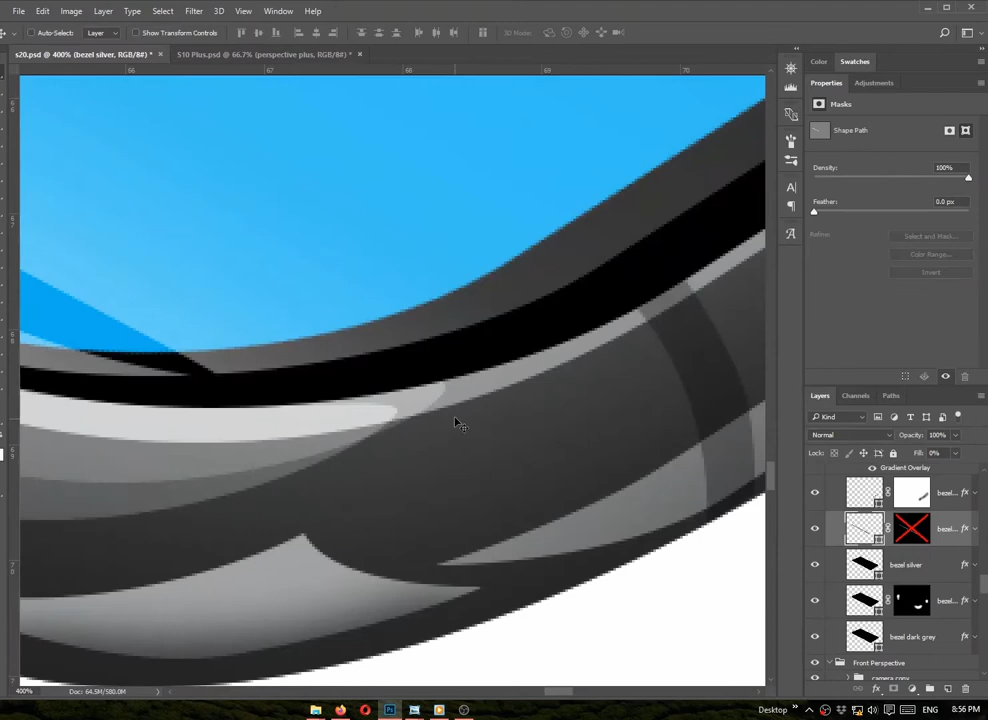 File Edit Image Layer Type Select Filter 3D View Window Help
Auto-Select: Layer Show Transform Controls 3D Mode:
s20.psd @ 400% (bezel silver, RGB/8#) * × S10 Plus.psd @ 66.7% (perspective plus, RGB/8#) * ×
66 67 68 69 70
Color Swatches
Properties Adjustments
Masks
Shape Path
Density: 100%
Feather: 0.0 px
Refine: Select and Mask...
Color Range...
Invert
Layers Channels Paths
Kind
Normal Opacity: 100%
Lock: Fill: 0%
Gradient Overlay
bezel... fx
bezel... fx
bezel silver
bezel... fx
bezel dark grey
Front Perspective
camera copy
400% Doc: 64.5M/580.0M
Desktop ENG 8:56 PM